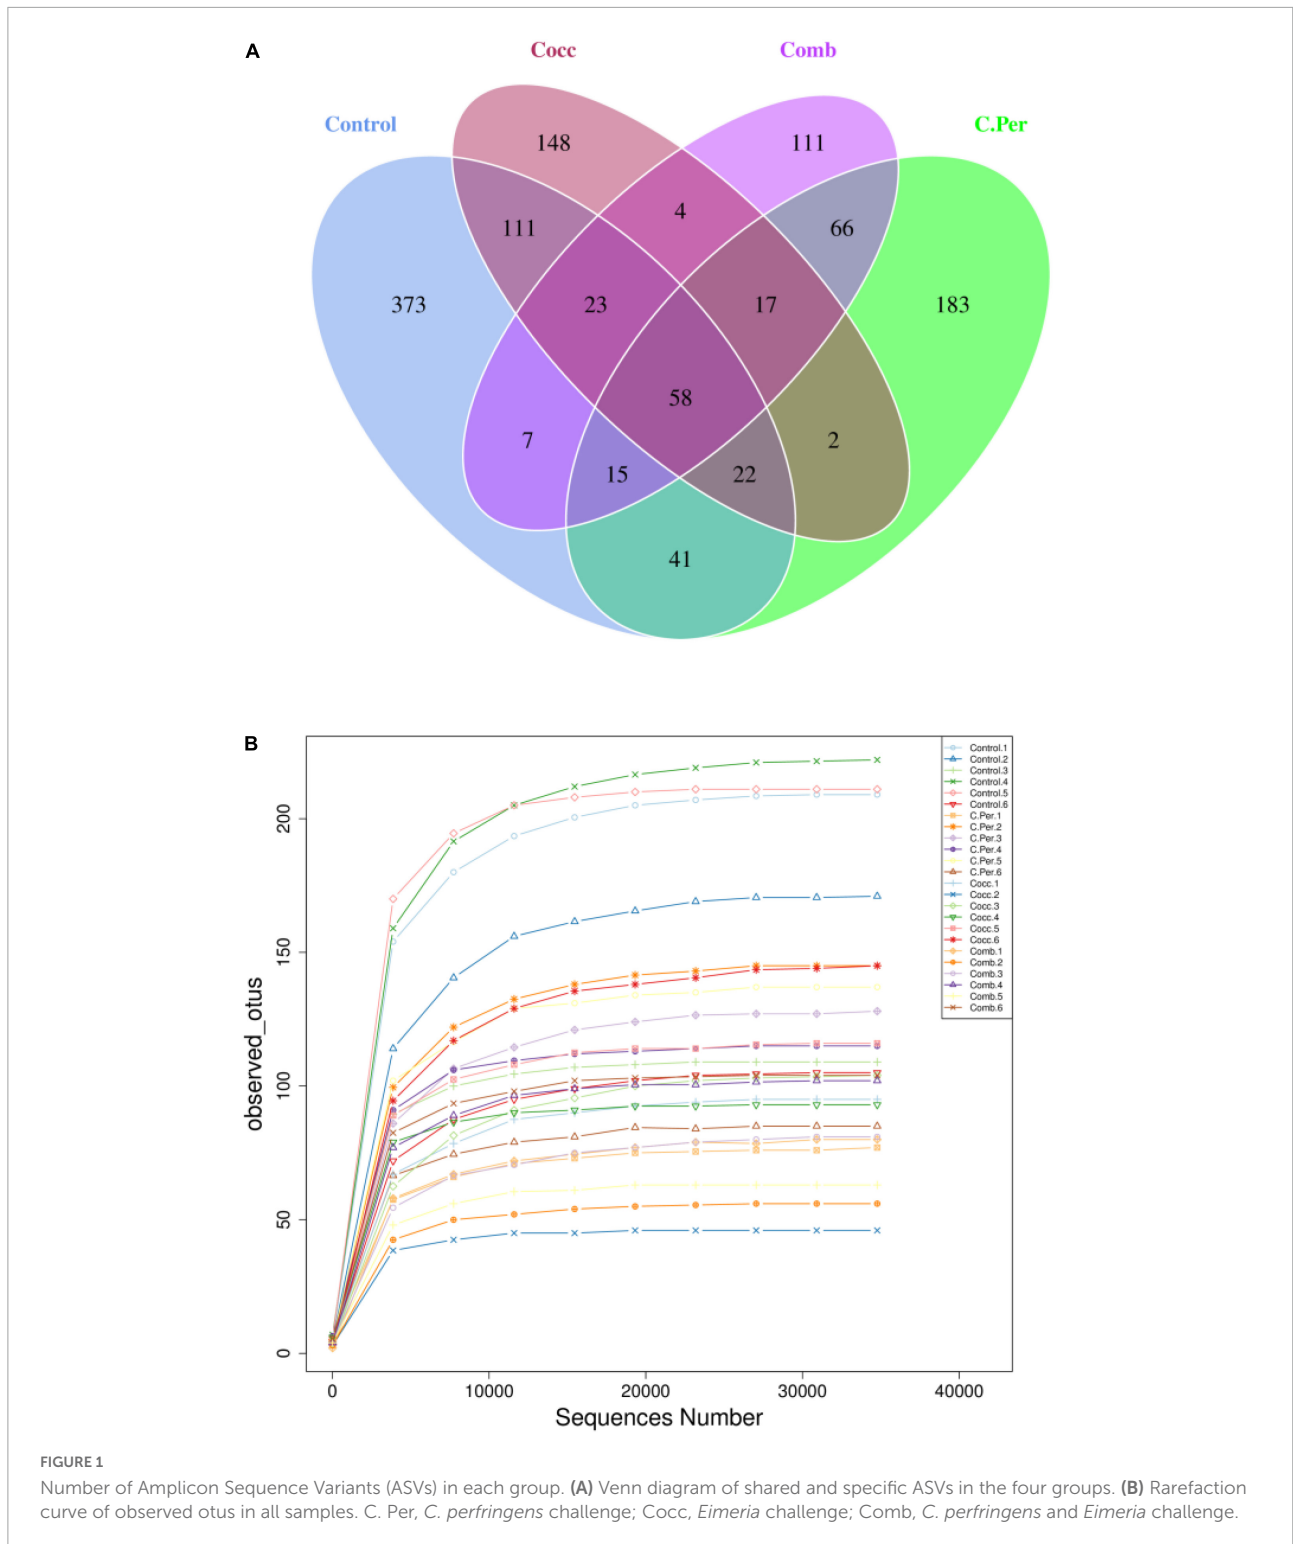 A
Cocc
Comb
Control
C.Per
148
111
111
4
66
373
23
17
183
58
7
2
15
22
41
B
Control.1
Control.2
Control.3
Control.4
Control.5
Control.6
C.Per.1
C.Per.2
C.Per.3
C.Per.4
C.Per.5
C.Per.6
Cocc.1
Cocc.2
Cocc.3
Cocc.4
Cocc.5
Cocc.6
Comb.1
Comb.2
Comb.3
Comb.4
Comb.5
Comb.6
observed_otus
200
150
100
50
0
0 10000 20000 30000 40000
Sequences Number
FIGURE 1
Number of Amplicon Sequence Variants (ASVs) in each group. (A) Venn diagram of shared and specific ASVs in the four groups. (B) Rarefaction
curve of observed otus in all samples. C. Per, C. perfringens challenge; Cocc, Eimeria challenge; Comb, C. perfringens and Eimeria challenge.